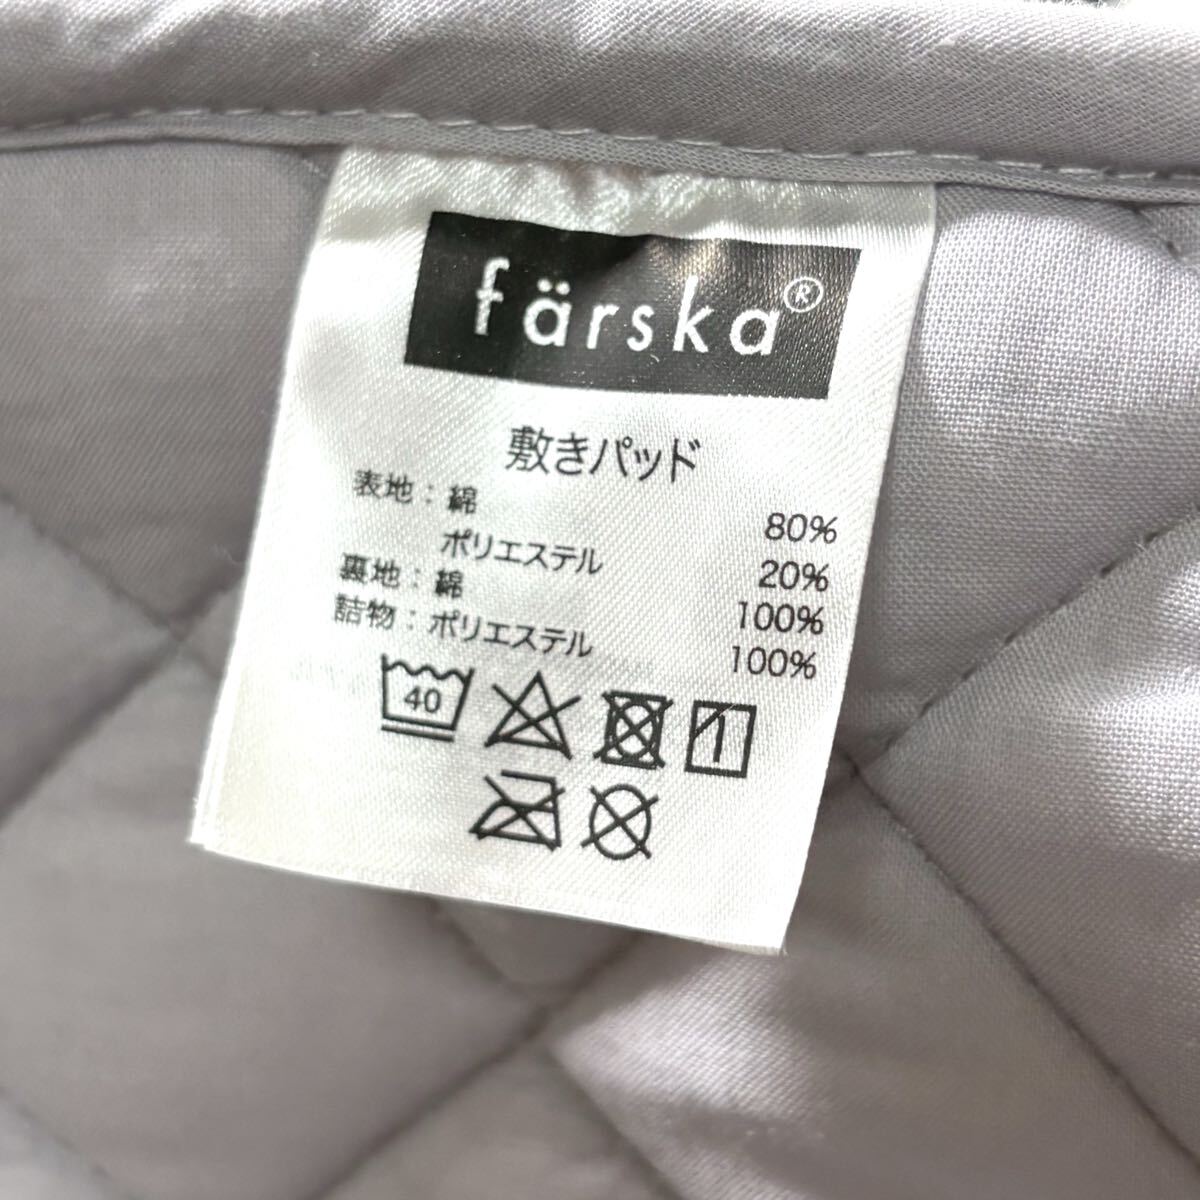 färska®
敷きパッド
表地：綿 80%
ポリエステル 20%
裏地：綿 100%
詰物：ポリエステル 100%
40